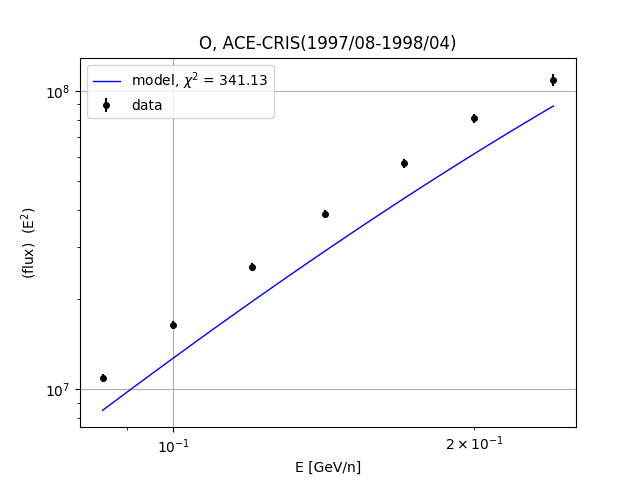 O, ACE-CRIS(1997/08-1998/04)
model, χ² = 341.13
data
10⁸
10⁷
(flux) (E²)
10⁻¹
2 × 10⁻¹
E [GeV/n]